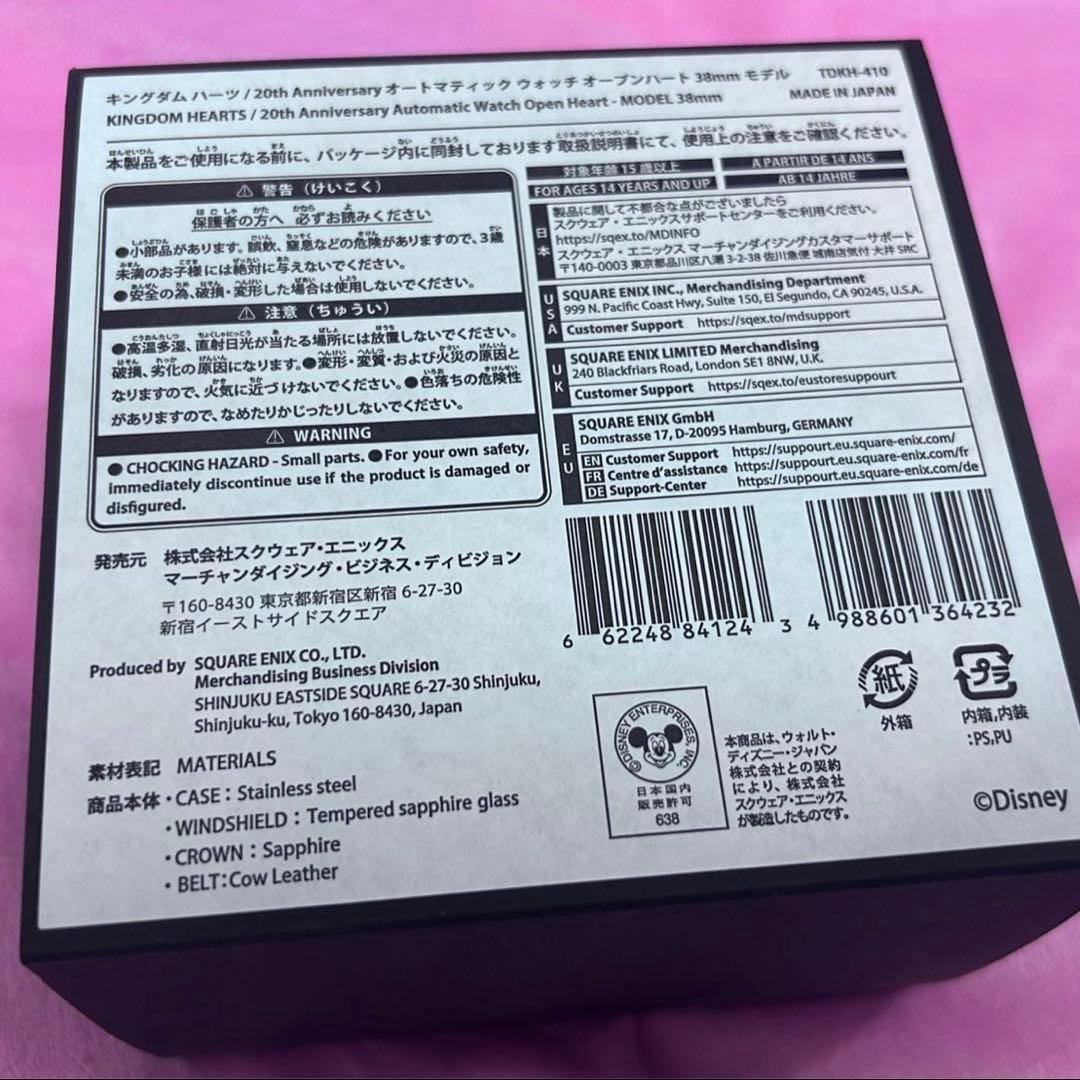 キングダム ハーツ / 20th Anniversary オートマティック ウォッチ オープンハート 38mm モデル TDKH-410
KINGDOM HEARTS / 20th Anniversary Automatic Watch Open Heart - MODEL 38mm MADE IN JAPAN
本製品をご使用になる前に、パッケージ内に同封しております取扱説明書にて、使用上の注意をご確認ください。
⚠ 警告（けいこく）
保護者の方へ 必ずお読みください
●小部品があります。誤飲、窒息などの危険がありますので、3歳
未満のお子様には絶対に与えないでください。
●安全の為、破損・変形した場合は使用しないでください。
⚠ 注意（ちゅうい）
●高温多湿、直射日光が当たる場所には放置しないでください。
破損、劣化の原因になります。●変形・変質・および火災の原因と
なりますので、火気に近づけないでください。●色落ちの危険性
がありますので、なめたりかじったりしないでください。
⚠ WARNING
● CHOCKING HAZARD - Small parts. ● For your own safety,
immediately discontinue use if the product is damaged or
disfigured.
対象年齢 15 歳以上
A PARTIR DE 14 ANS
FOR AGES 14 YEARS AND UP
AB 14 JAHRE
日本
製品に関して不都合な点がございましたら
スクウェア・エニックスサポートセンターをご利用ください。
https://sqex.to/MDINFO
スクウェア・エニックス マーチャンダイジングカスタマーサポート
〒140-0003 東京都品川区八潮 3-2-38 佐川急便 城南店気付 大井 SRC
USA
SQUARE ENIX INC., Merchandising Department
999 N. Pacific Coast Hwy, Suite 150, El Segundo, CA 90245, U.S.A.
Customer Support https://sqex.to/mdsupport
UK
SQUARE ENIX LIMITED Merchandising
240 Blackfriars Road, London SE1 8NW, U.K.
Customer Support https://sqex.to/eustoresuppourt
EU
SQUARE ENIX GmbH
Domstrasse 17, D-20095 Hamburg, GERMANY
EN Customer Support https://suppourt.eu.square-enix.com/
FR Centre d'assistance https://suppourt.eu.square-enix.com/fr
DE Support-Center https://suppourt.eu.square-enix.com/de
発売元 株式会社スクウェア・エニックス
マーチャンダイジング・ビジネス・ディビジョン
〒160-8430 東京都新宿区新宿 6-27-30
新宿イーストサイドスクエア
6 62248 84124 3
4 988601 364232
Produced by SQUARE ENIX CO., LTD.
Merchandising Business Division
SHINJUKU EASTSIDE SQUARE 6-27-30 Shinjuku,
Shinjuku-ku, Tokyo 160-8430, Japan
紙
外箱
プラ
内箱,内装
:PS,PU
素材表記 MATERIALS
商品本体・CASE：Stainless steel
・WINDSHIELD：Tempered sapphire glass
・CROWN：Sapphire
・BELT：Cow Leather
©DISNEY ENTERPRISES, INC.
日本国内
販売許可
638
本商品は、ウォルト・
ディズニー・ジャパン
株式会社との契約
により、株式会社
スクウェア・エニックス
が製造したものです。
©Disney